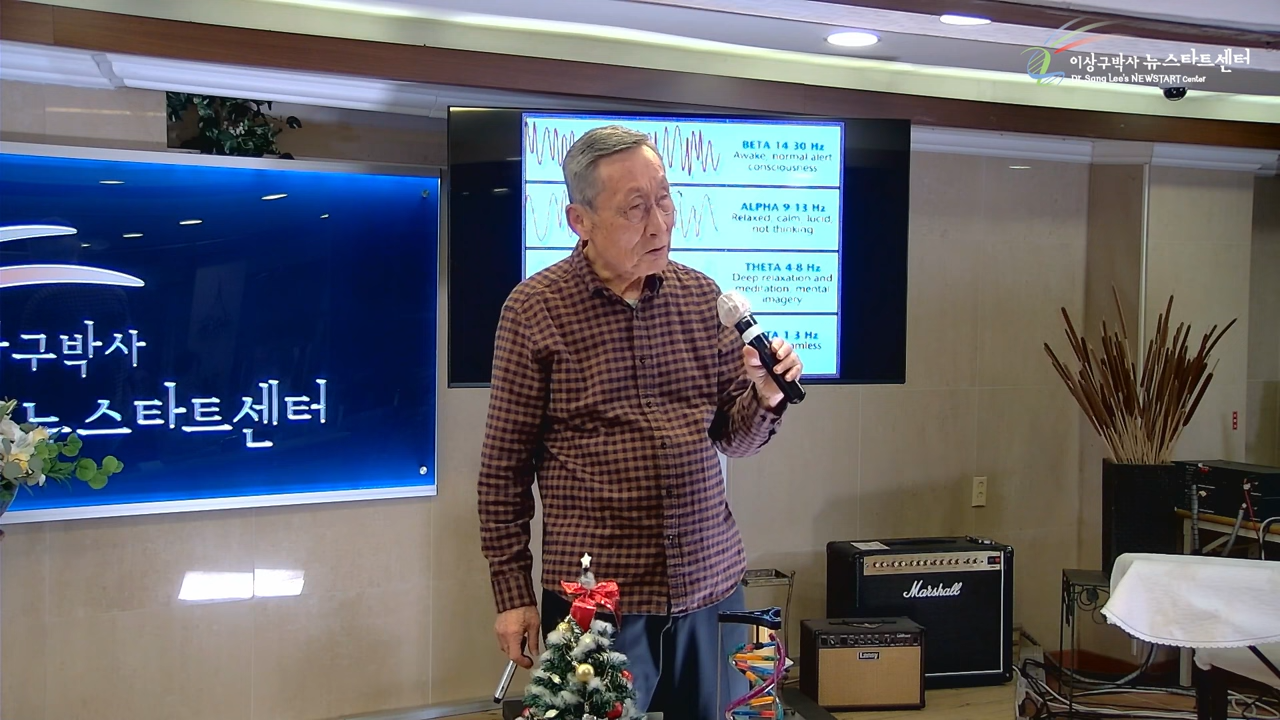 이상구박사 뉴스타트센터
Dr. Sang Lee's NEWSTART Center
BETA 14 30 Hz
Awake, normal alert
consciousness
ALPHA 9 13 Hz
Relaxed, calm, lucid,
not thinking
THETA 4 8 Hz
Deep relaxation and
meditation, mental
imagery
1 3 Hz
구박사
뉴스타트센터
Marshall
Laney